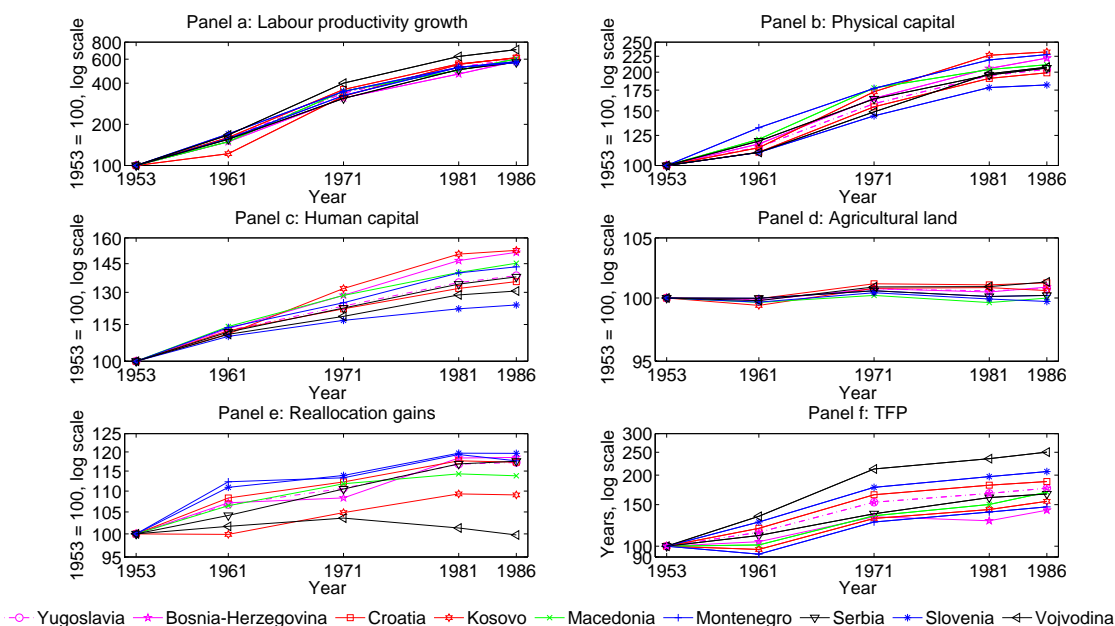 Panel a: Labour productivity growth
1953 = 100, log scale
800
600
400
200
100
1953 1961 1971 1981 1986
Year
Panel b: Physical capital
1953 = 100, log scale
250
225
200
175
150
125
100
1953 1961 1971 1981 1986
Year
Panel c: Human capital
1953 = 100, log scale
160
145
130
115
100
1953 1961 1971 1981 1986
Year
Panel d: Agricultural land
1953 = 100, log scale
105
100
95
1953 1961 1971 1981 1986
Year
Panel e: Reallocation gains
1953 = 100, log scale
125
120
115
110
105
100
95
1953 1961 1971 1981 1986
Year
Panel f: TFP
Years, log scale
300
250
200
150
100
90
1953 1961 1971 1981 1986
Year
Yugoslavia Bosnia-Herzegovina Croatia Kosovo Macedonia Montenegro Serbia Slovenia Vojvodina